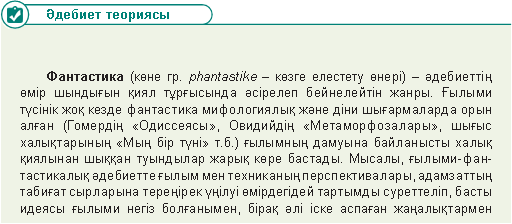 Әдебиет теориясы
Фантастика (көне гр. phantastike – көзге елестету өнері) – әдебиеттің
өмір шындығын қиял тұрғысында әсірелеп бейнелейтін жанры. Ғылыми
түсінік жоқ кезде фантастика мифологиялық және діни шығармаларда орын
алған (Гомердің «Одиссеясы», Овидийдің «Метаморфозалары», шығыс
халықтарының «Мың бір түні» т.б.) ғылымның дамуына байланысты халық
қиялынан шыққан туындылар жарық көре бастады. Мысалы, ғылыми-фан-
тастикалық әдебиетте ғылым мен техниканың перспективалары, адамзаттың
табиғат сырларына тереңірек үңілуі өмірдегідей тартымды суреттеліп, басты
идеясы ғылыми негіз болғанымен, бірақ әлі іске аспаған жаңалықтармен